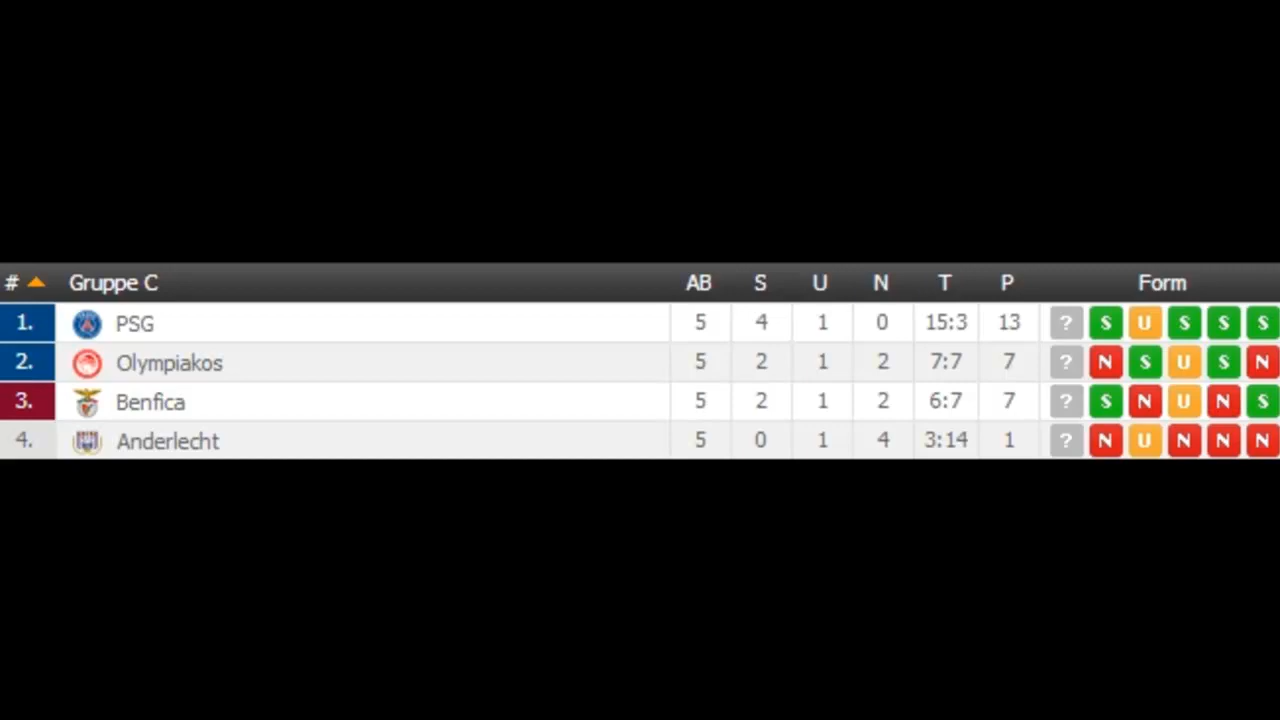 # Gruppe C AB S U N T P Form
1. PSG 5 4 1 0 15:3 13 ? S U S S S
2. Olympiakos 5 2 1 2 7:7 7 ? N S U S N
3. Benfica 5 2 1 2 6:7 7 ? S N U N S
4. Anderlecht 5 0 1 4 3:14 1 ? N U N N N